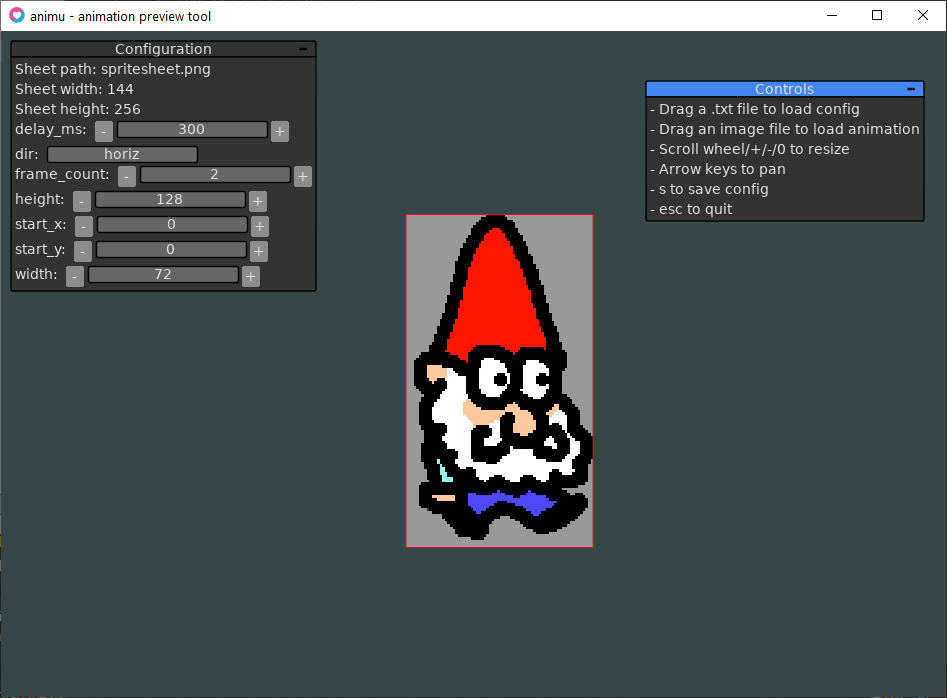 animu - animation preview tool
Configuration
Sheet path: spritesheet.png
Sheet width: 144
Sheet height: 256
delay_ms: - 300 +
dir: horiz
frame_count: - 2 +
height: - 128 +
start_x: - 0 +
start_y: - 0 +
width: - 72 +
Controls
- Drag a .txt file to load config
- Drag an image file to load animation
- Scroll wheel/+/-/0 to resize
- Arrow keys to pan
- s to save config
- esc to quit